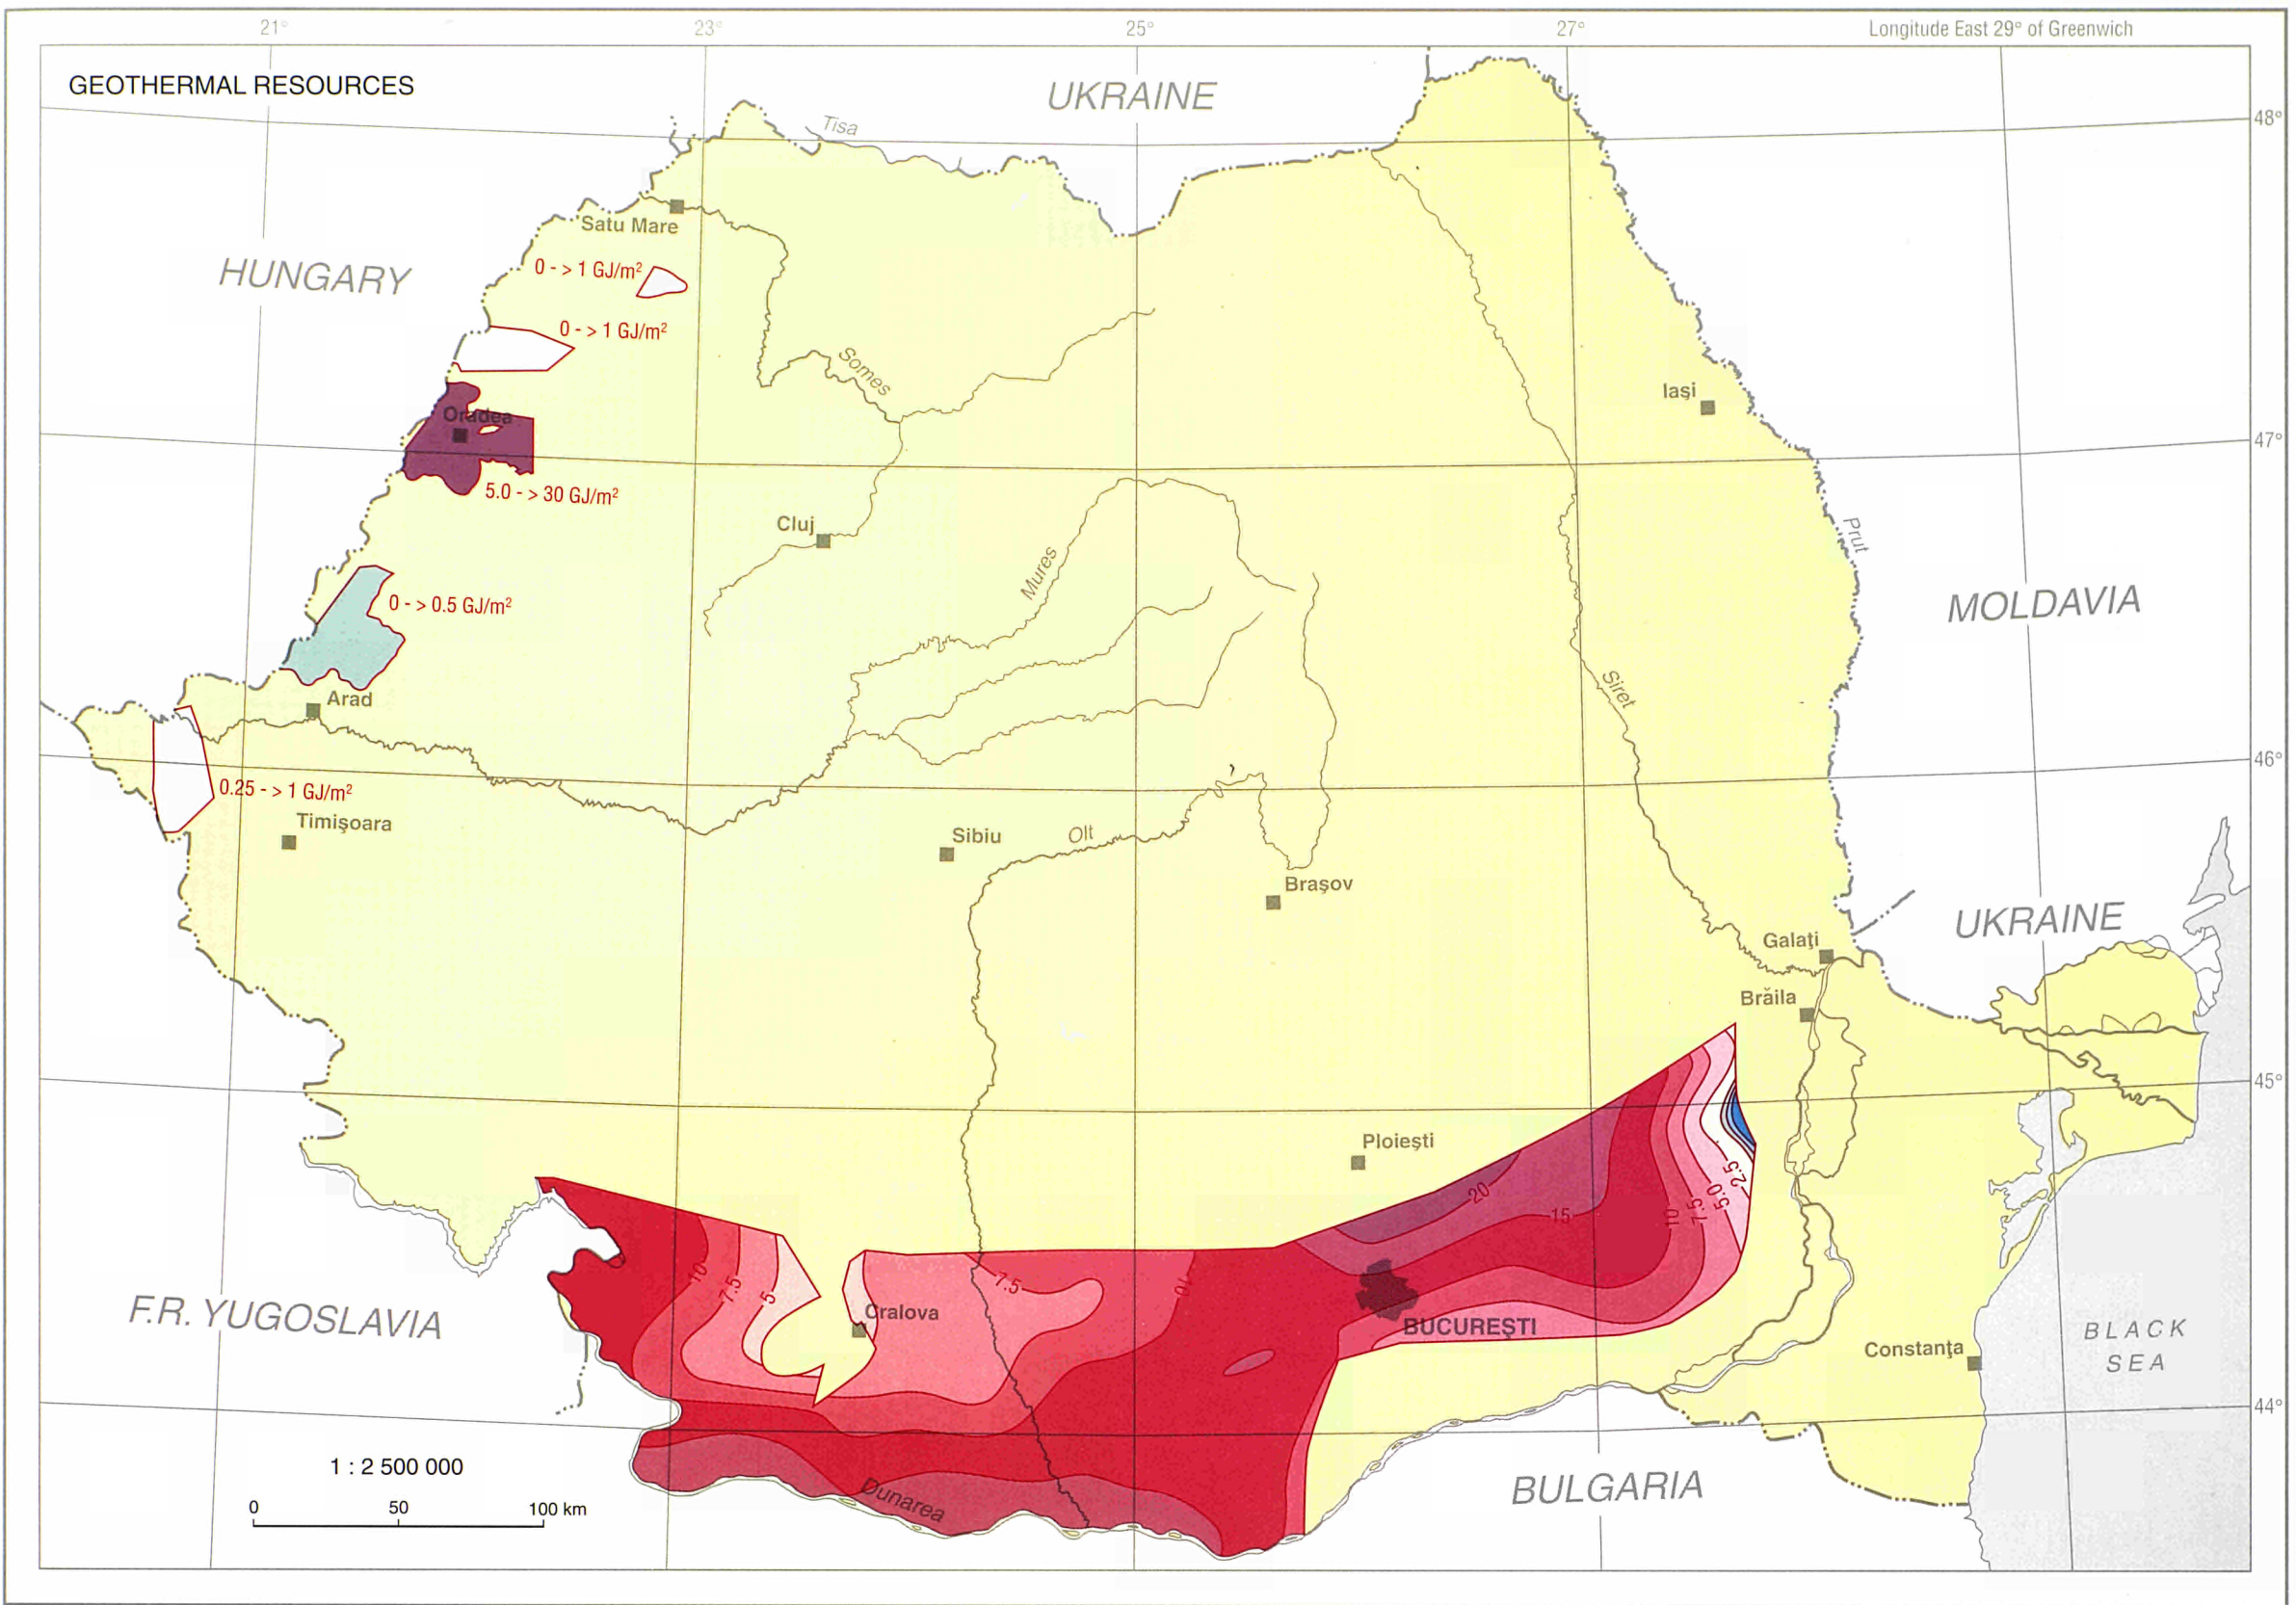 21°
23°
25°
27°
Longitude East 29° of Greenwich
GEOTHERMAL RESOURCES
UKRAINE
48°
Tisa
Satu Mare
HUNGARY
0 - > 1 GJ/m²
0 - > 1 GJ/m²
Somes
Iaşi
Oradea
47°
5.0 - > 30 GJ/m²
Cluj
Prut
Mures
0 - > 0.5 GJ/m²
MOLDAVIA
Siret
Arad
46°
0.25 - > 1 GJ/m²
Timişoara
Sibiu
Olt
Braşov
UKRAINE
Galaţi
Brăila
45°
Ploieşti
2.5
5.0
7.5
10
15
20
10
7.5
5
7.5
10
Cralova
F.R. YUGOSLAVIA
BUCUREŞTI
BLACK
SEA
Constanţa
44°
1 : 2 500 000
BULGARIA
Dunarea
0
50
100 km